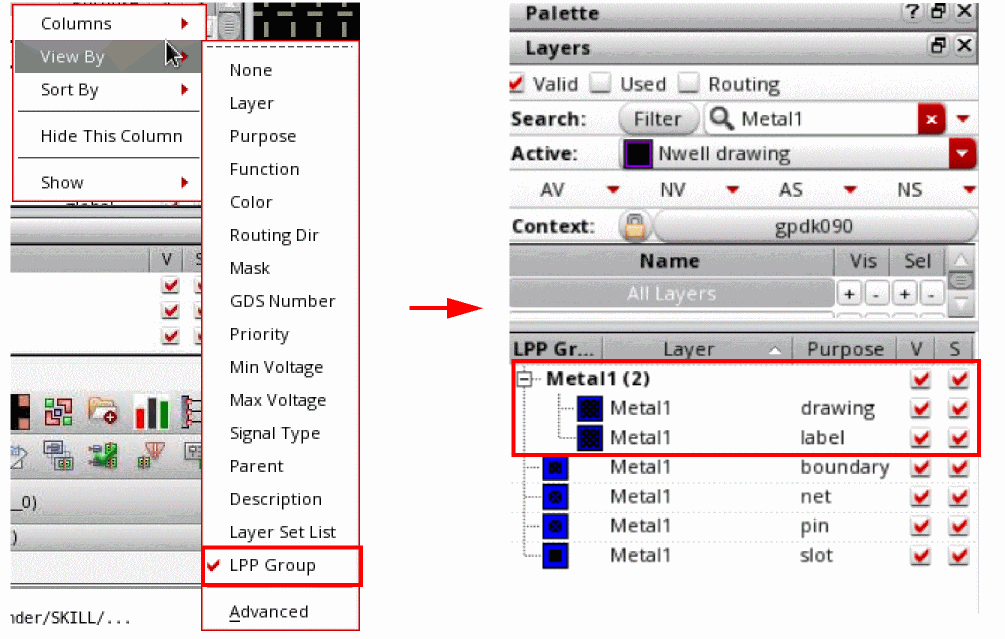 Columns
View By
Sort By
Hide This Column
Show
None
Layer
Purpose
Function
Color
Routing Dir
Mask
GDS Number
Priority
Min Voltage
Max Voltage
Signal Type
Parent
Description
Layer Set List
LPP Group
Advanced
V
_0)
)
nder/SKILL/...
Palette
Layers
Valid Used Routing
Search: Filter Metal1
Active: Nwell drawing
AV NV AS NS
Context: gpdk090
Name Vis Sel
All Layers + - + -
LPP Gr... Layer Purpose V S
Metal1 (2)
Metal1 drawing
Metal1 label
Metal1 boundary
Metal1 net
Metal1 pin
Metal1 slot